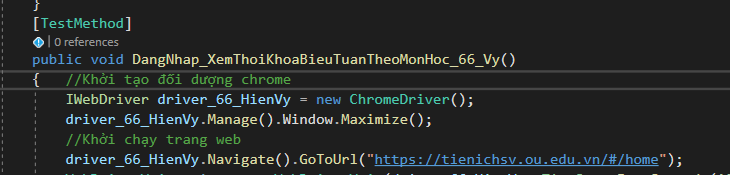 }
[TestMethod]
0 references
public void DangNhap_XemThoiKhoaBieuTuanTheoMonHoc_66_Vy()
{ //Khởi tạo đối dượng chrome
IWebDriver driver_66_HienVy = new ChromeDriver();
driver_66_HienVy.Manage().Window.Maximize();
//Khởi chạy trang web
driver_66_HienVy.Navigate().GoToUrl("https://tienichsv.ou.edu.vn/#/home");